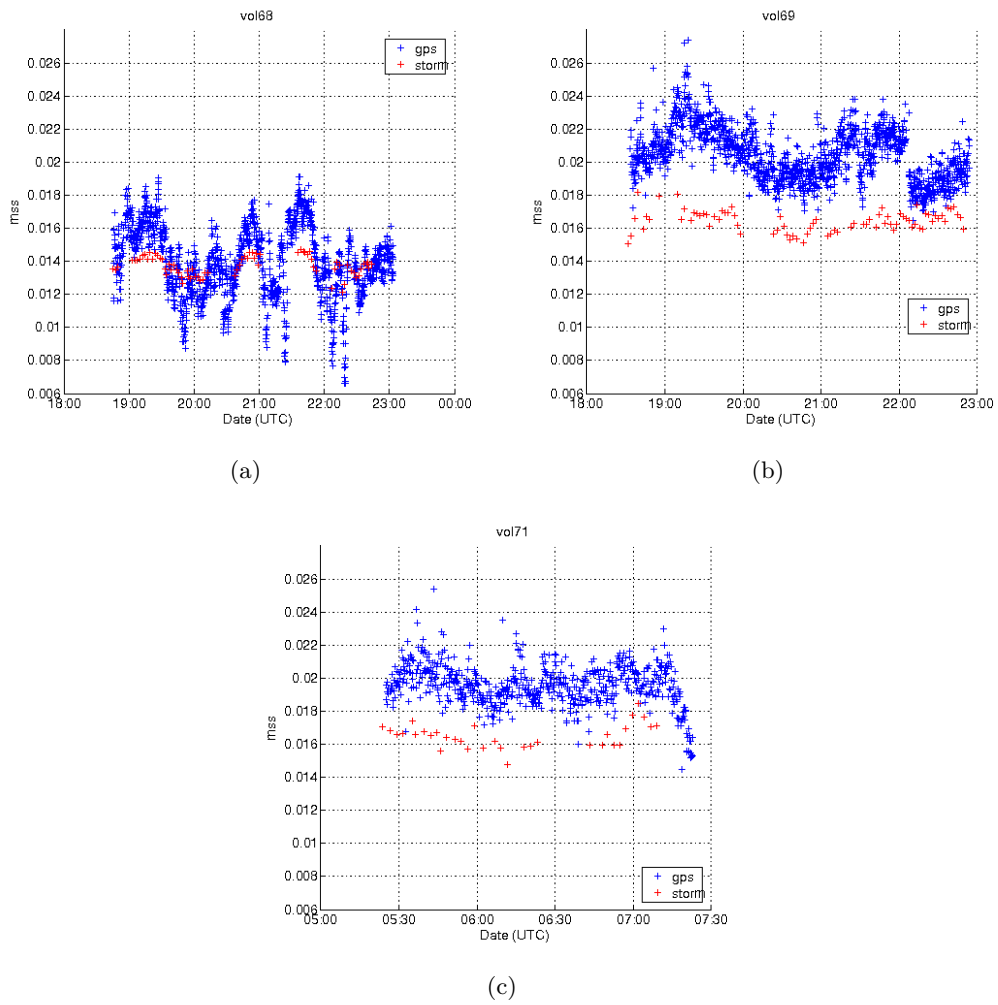 vol68
gps
storm
0.026
0.024
0.022
0.02
0.018
0.016
0.014
0.012
0.01
0.008
0.006
mss
18:00 19:00 20:00 21:00 22:00 23:00 00:00
Date (UTC)
(a)
vol69
0.026
0.024
0.022
0.02
0.018
0.016
0.014
0.012
0.01
0.008
0.006
mss
gps
storm
18:00 19:00 20:00 21:00 22:00 23:00
Date (UTC)
(b)
vol71
0.026
0.024
0.022
0.02
0.018
0.016
0.014
0.012
0.01
0.008
0.006
mss
gps
storm
05:00 05:30 06:00 06:30 07:00 07:30
Date (UTC)
(c)